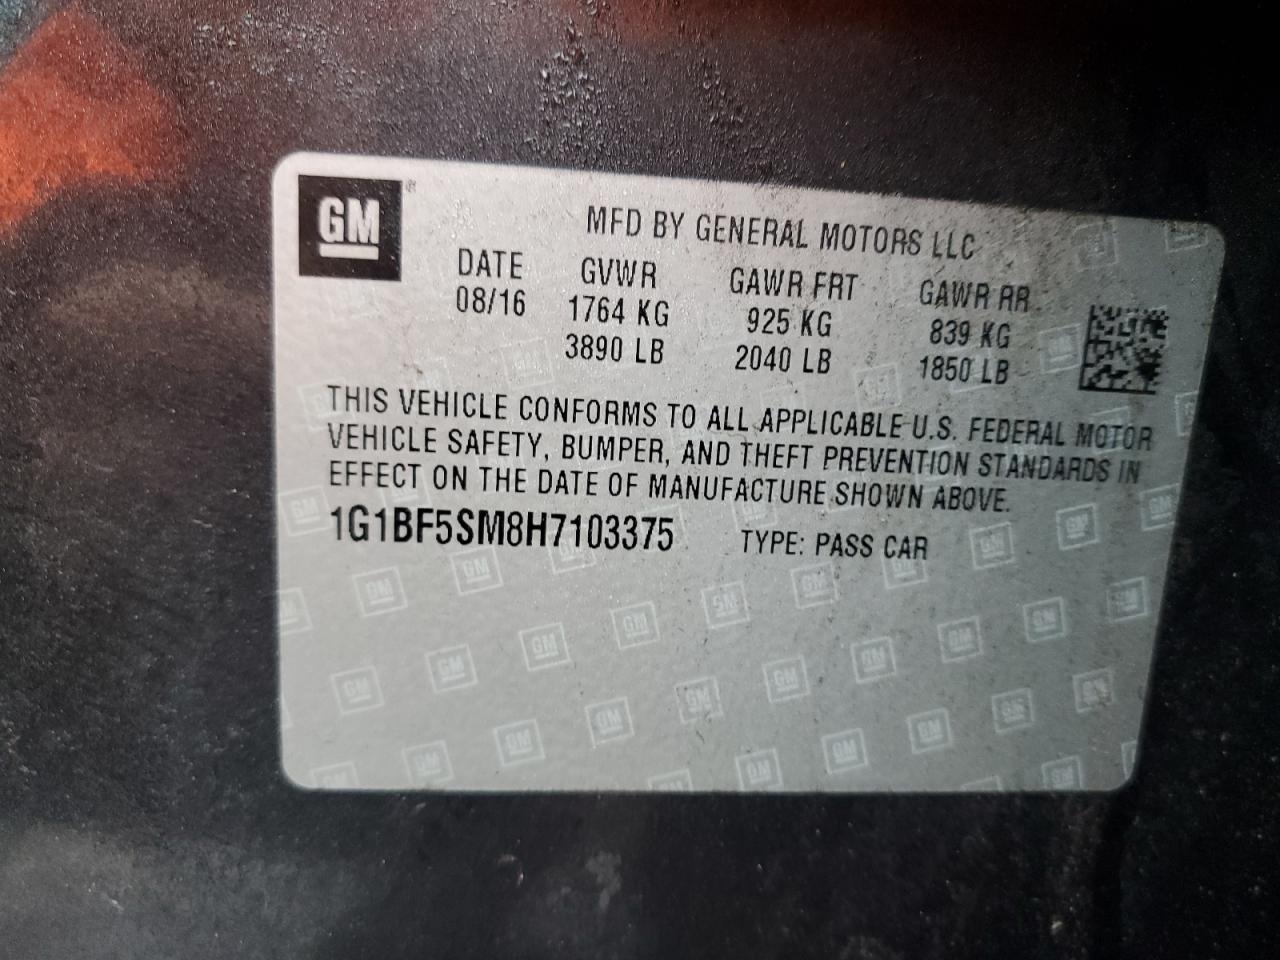 GM
MFD BY GENERAL MOTORS LLC
DATE GVWR GAWR FRT GAWR RR
08/16 1764 KG 925 KG 839 KG
3890 LB 2040 LB 1850 LB
THIS VEHICLE CONFORMS TO ALL APPLICABLE U.S. FEDERAL MOTOR
VEHICLE SAFETY, BUMPER, AND THEFT PREVENTION STANDARDS IN
EFFECT ON THE DATE OF MANUFACTURE SHOWN ABOVE.
1G1BF5SM8H7103375 TYPE: PASS CAR